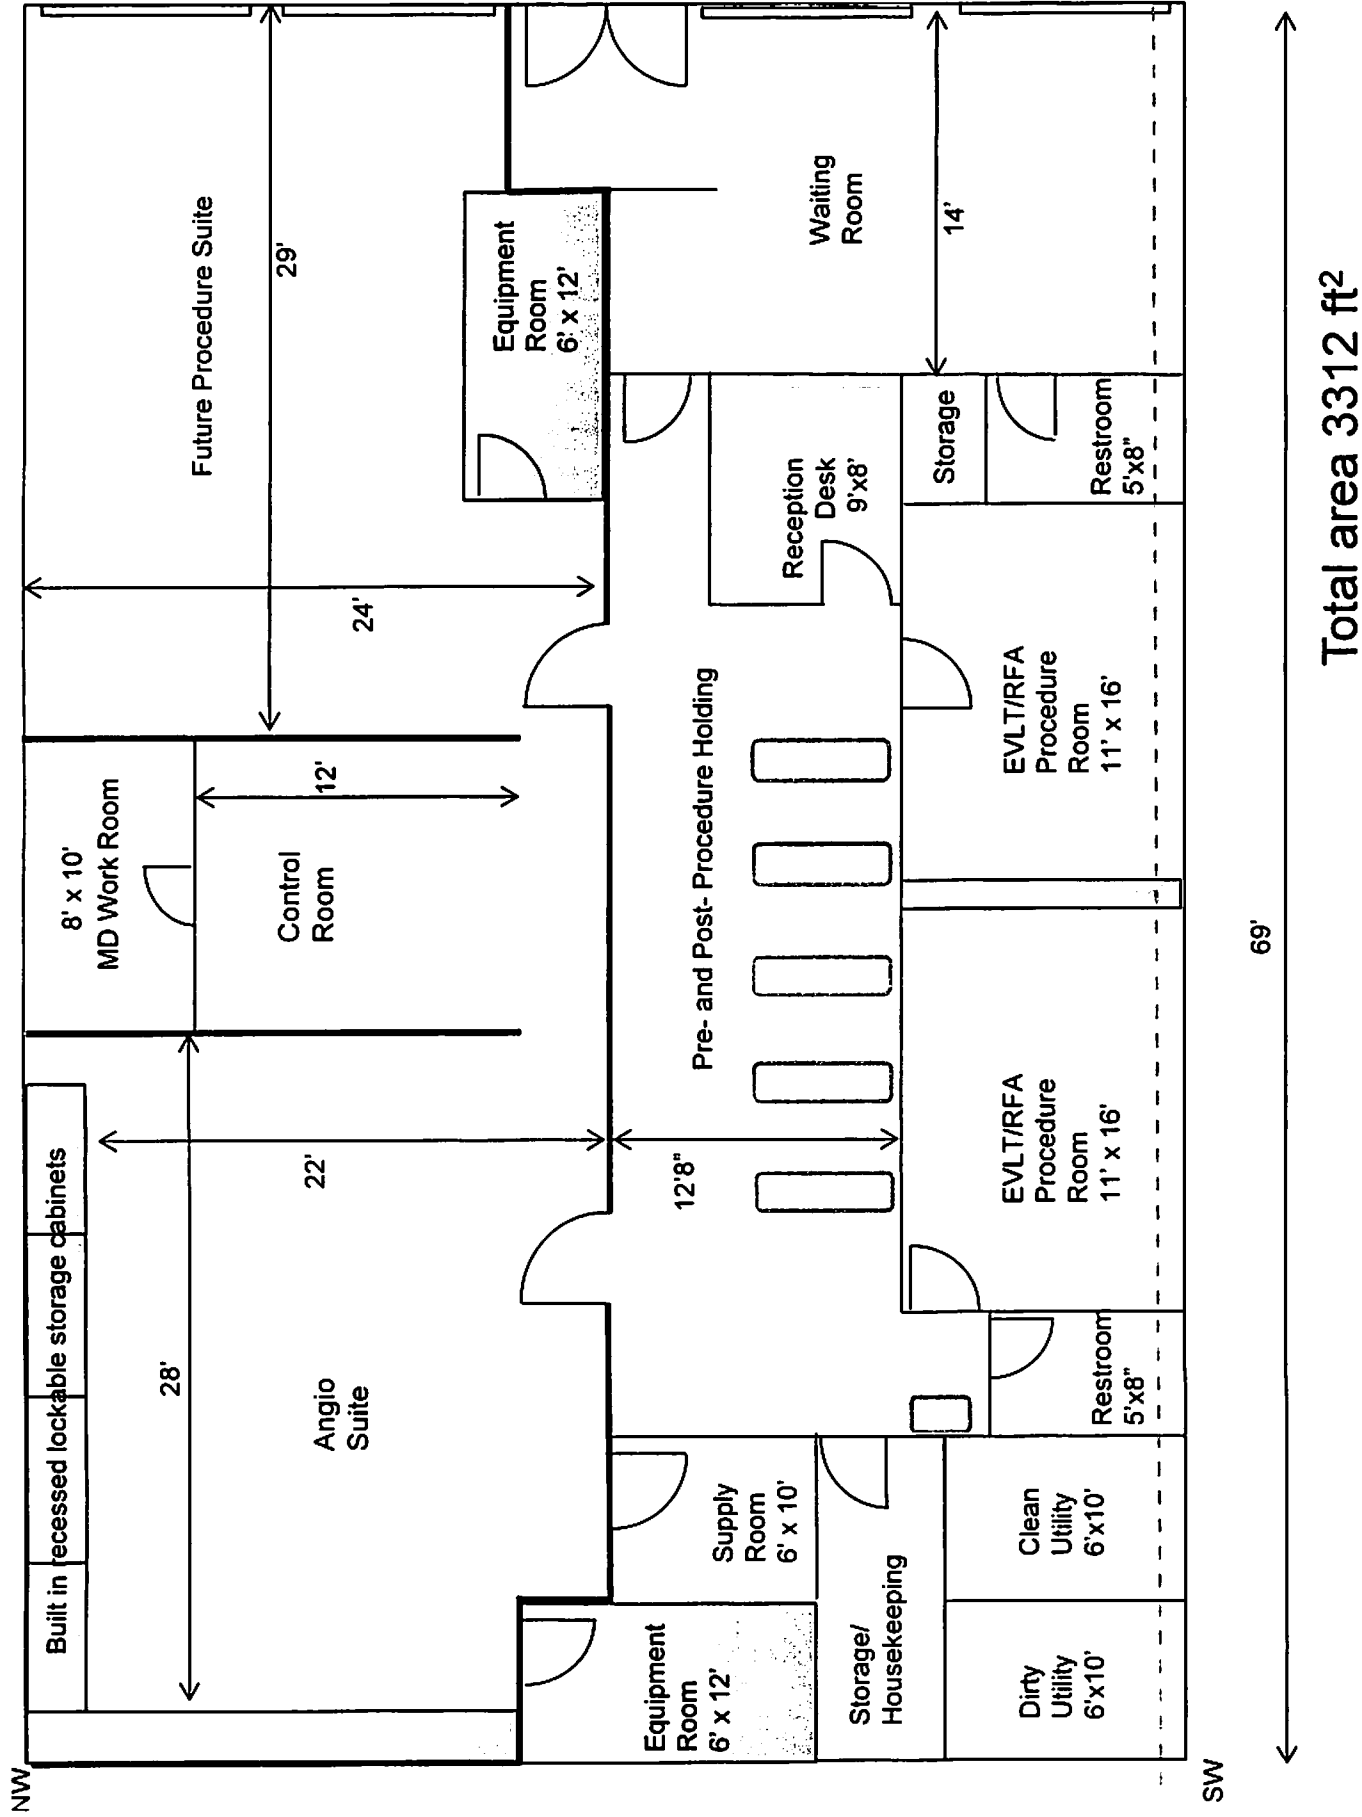 NW
Built in recessed lockable storage cabinets
8' x 10'
MD Work Room
Future Procedure Suite
28'
29'
12'
Control
Room
22'
24'
Angio
Suite
Equipment
Room
6' x 12'
Pre- and Post- Procedure Holding
12'8"
Equipment
Room
6' x 12'
Supply
Room
6' x 10'
Reception
Desk
9'x8'
Waiting
Room
14'
Storage/
Housekeeping
Storage
Dirty
Utility
6'x10'
Clean
Utility
6'x10'
Restroom
5'x8"
EVLT/RFA
Procedure
Room
11' x 16'
EVLT/RFA
Procedure
Room
11' x 16'
Restroom
5'x8"
SW
69'
Total area 3312 ft²